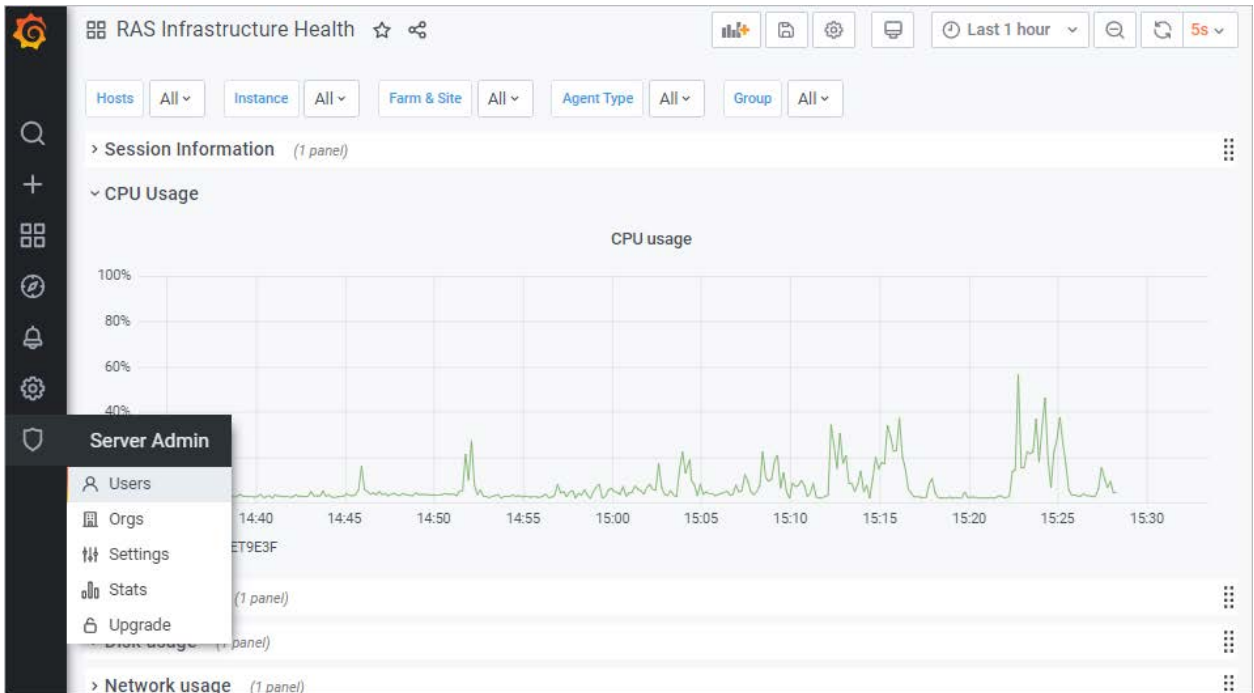 RAS Infrastructure Health
Last 1 hour
5s
Hosts All Instance All Farm & Site All Agent Type All Group All
Session Information (1 panel)
CPU Usage
CPU usage
100%
80%
60%
40%
14:40 14:45 14:50 14:55 15:00 15:05 15:10 15:15 15:20 15:25 15:30
ET9E3F
Server Admin
Users
Orgs
Settings
Stats
Upgrade
(1 panel)
Disk usage (1 panel)
Network usage (1 panel)